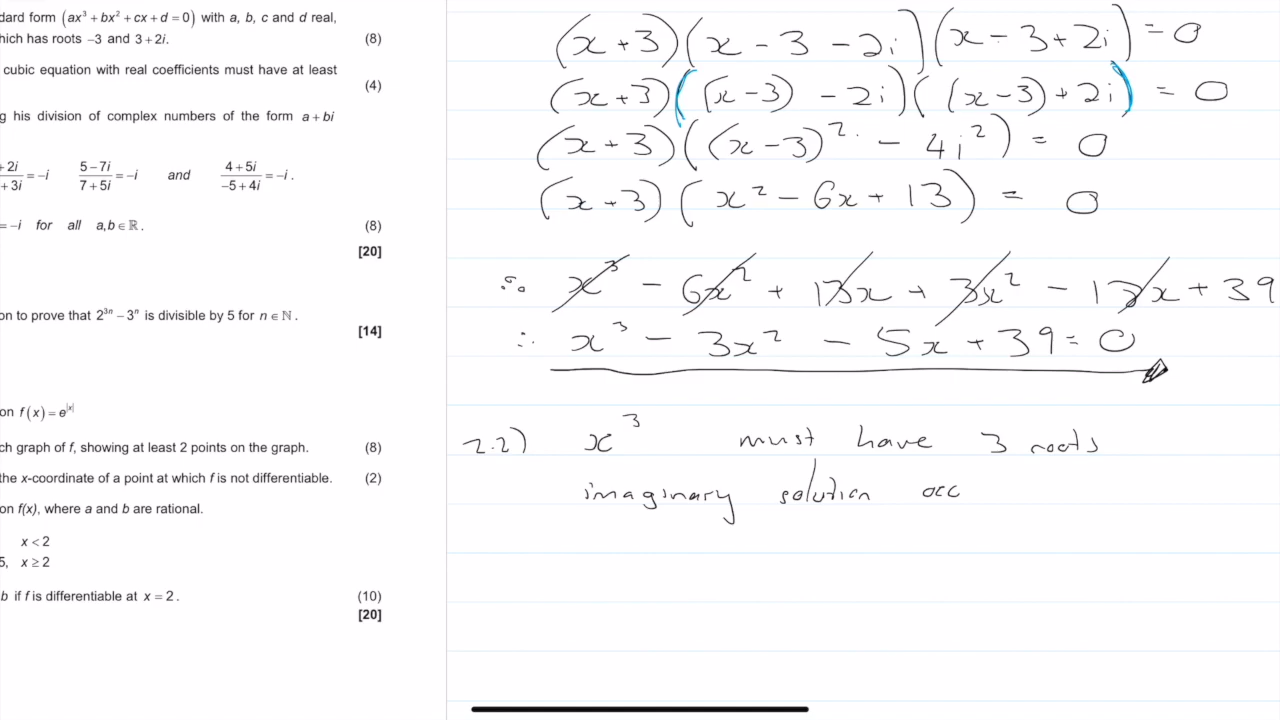 dard form (ax³ + bx² + cx + d = 0) with a, b, c and d real,
hich has roots −3 and 3 + 2i. (8)
cubic equation with real coefficients must have at least
(4)
g his division of complex numbers of the form a + bi
+ 2i/+ 3i = −i 5 − 7i/7 + 5i = −i and 4 + 5i/−5 + 4i = −i.
= −i for all a,b ∈ ℝ. (8)
[20]
on to prove that 2³ⁿ − 3ⁿ is divisible by 5 for n ∈ ℕ.
[14]
on f(x) = e^|x|
ch graph of f, showing at least 2 points on the graph. (8)
the x-coordinate of a point at which f is not differentiable. (2)
on f(x), where a and b are rational.
x < 2
5, x ≥ 2
b if f is differentiable at x = 2. (10)
[20]
(x + 3)(x − 3 − 2i)(x − 3 + 2i) = 0
(x + 3)((x − 3) − 2i)((x − 3) + 2i) = 0
(x + 3)((x − 3)² − 4i²) = 0
(x + 3)(x² − 6x + 13) = 0
∴ x³ − 6x² + 13x + 3x² − 18x + 39
∴ x³ − 3x² − 5x + 39 = 0
2.2) x³ must have 3 roots
imaginary solution occ